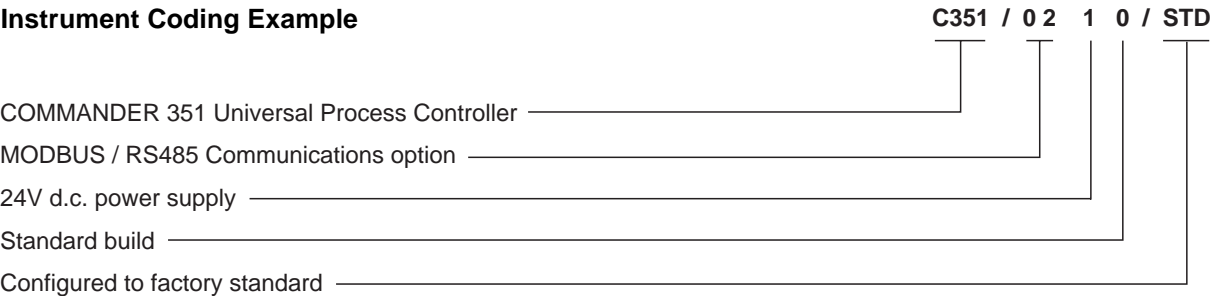 Instrument Coding Example
C351 / 0 2 1 0 / STD
COMMANDER 351 Universal Process Controller
MODBUS / RS485 Communications option
24V d.c. power supply
Standard build
Configured to factory standard